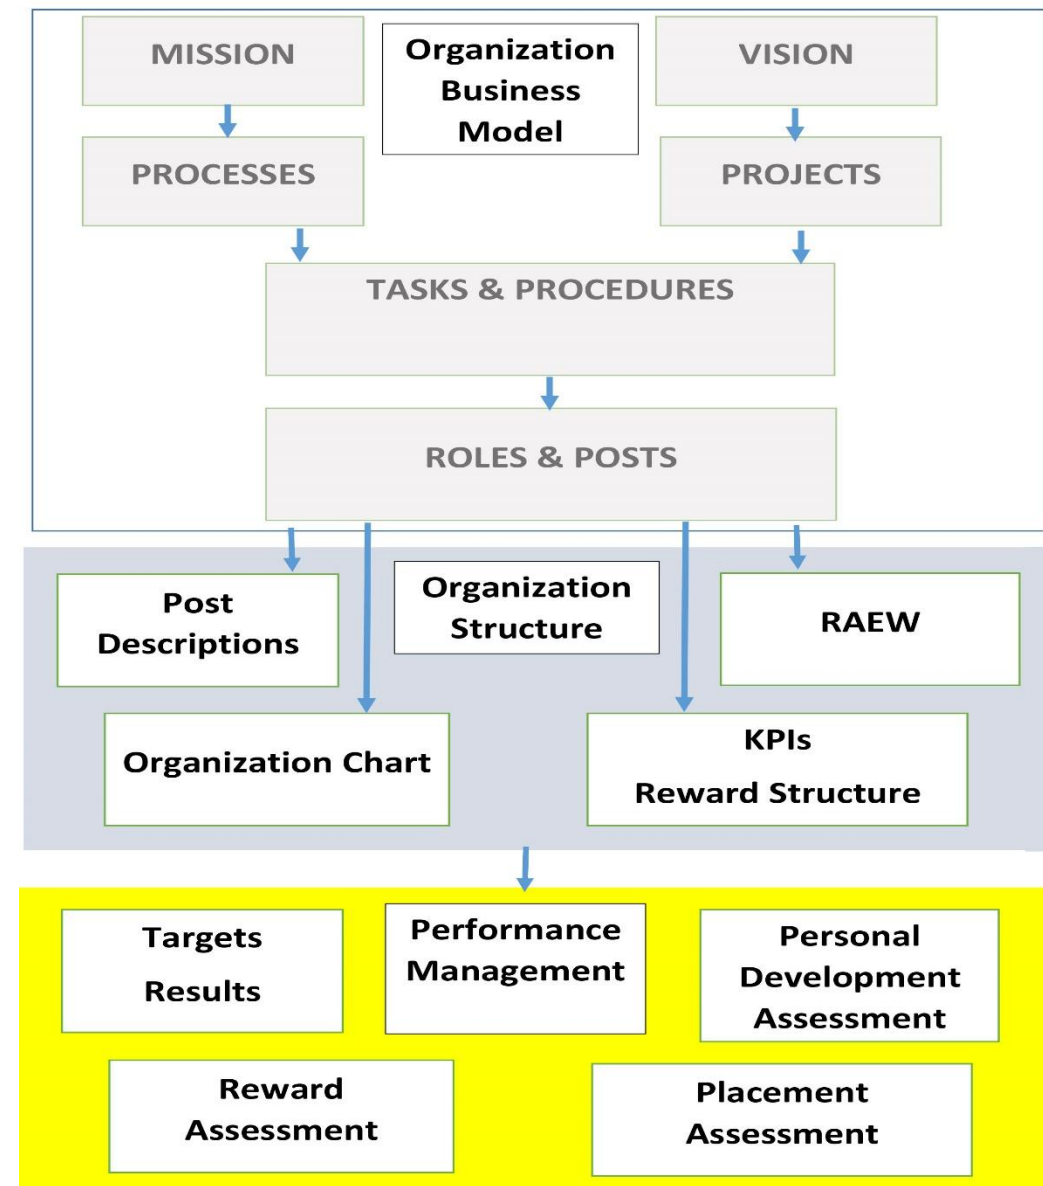 MISSION
Organization
Business
Model
VISION
PROCESSES
PROJECTS
TASKS & PROCEDURES
ROLES & POSTS
Post
Descriptions
Organization
Structure
RAEW
Organization Chart
KPIs
Reward Structure
Targets
Results
Performance
Management
Personal
Development
Assessment
Reward
Assessment
Placement
Assessment